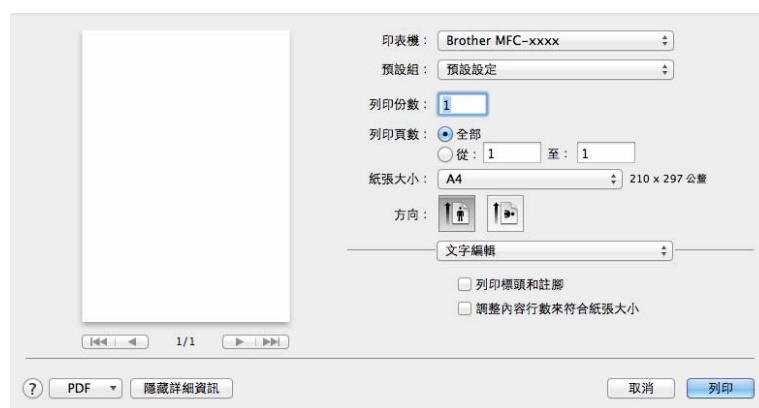 印表機： Brother MFC-xxxx
預設組： 預設設定
列印份數： 1
列印頁數： 全部
從： 1 至： 1
紙張大小： A4 210 x 297 公釐
方向：
文字編輯
列印標頭和註腳
調整內容行數來符合紙張大小
1/1
? PDF 隱藏詳細資訊 取消 列印